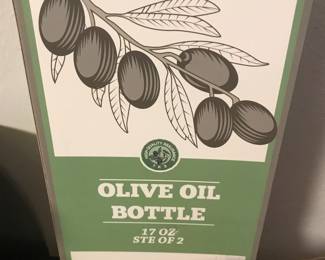 OLIVE OIL
BOTTLE
17 OZ
STE OF 2